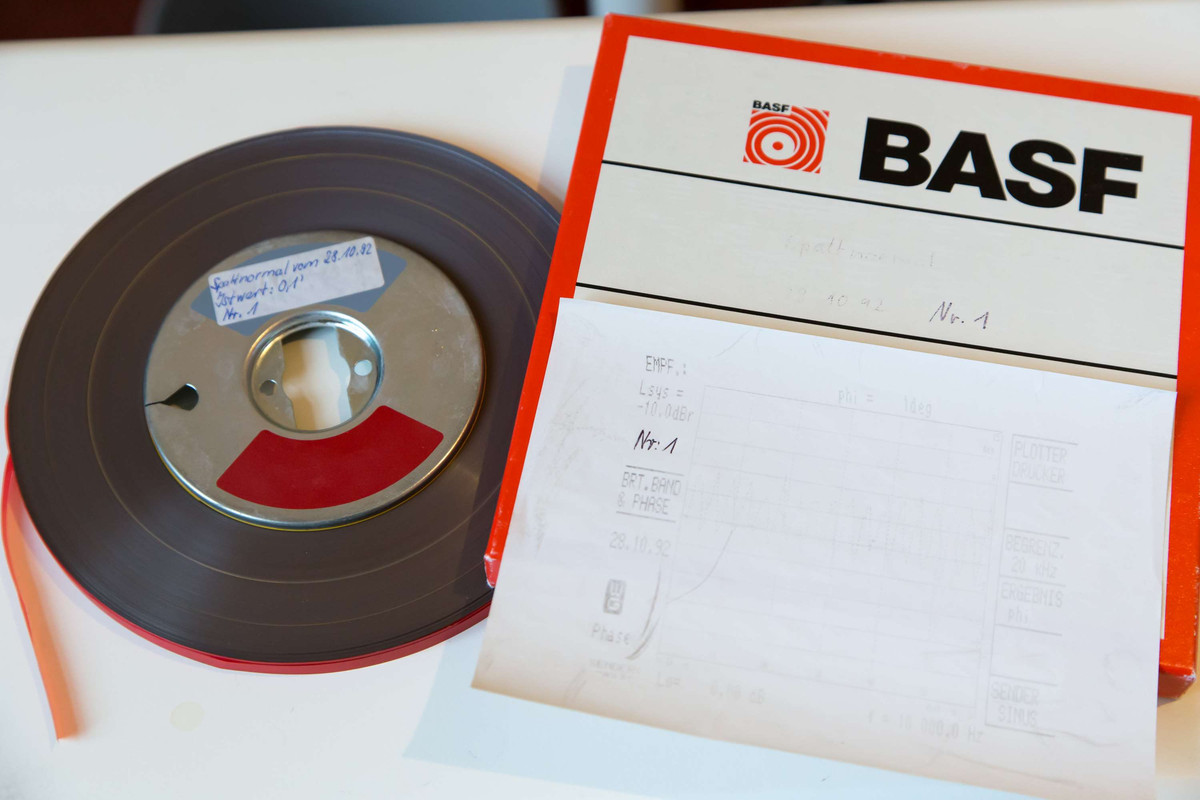 Spaltnormal vom 28.10.92
Istwert: 0,1'
Nr. 1
BASF
BASF
Spaltnormal
10 92
Nr. 1
EMPF.:
Lsys =
-10.0dBr
Nr: 1
BRT.BAND
& PHASE
28.10.92
Phase
phi = 1deg
PLOTTER
DRUCKER
BEGRENZ.
20 kHz
ERGEBNIS
phi
SENDER
SINUS